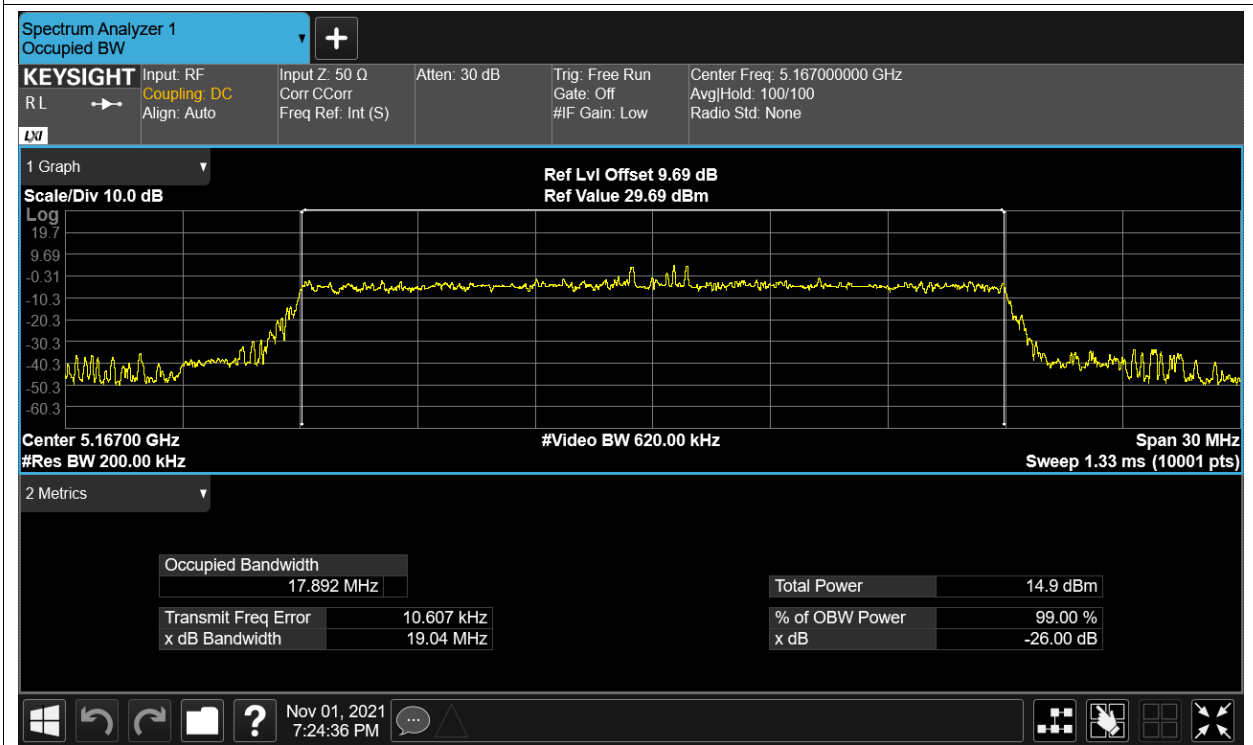 Spectrum Analyzer 1
Occupied BW
KEYSIGHT
R L
LXI
Input: RF
Coupling: DC
Align: Auto
Input Z: 50 Ω
Corr CCorr
Freq Ref: Int (S)
Atten: 30 dB
Trig: Free Run
Gate: Off
#IF Gain: Low
Center Freq: 5.167000000 GHz
Avg|Hold: 100/100
Radio Std: None
1 Graph
Scale/Div 10.0 dB
Ref Lvl Offset 9.69 dB
Ref Value 29.69 dBm
Log
19.7
9.69
-0.31
-10.3
-20.3
-30.3
-40.3
-50.3
-60.3
Center 5.16700 GHz
#Res BW 200.00 kHz
#Video BW 620.00 kHz
Span 30 MHz
Sweep 1.33 ms (10001 pts)
2 Metrics
Occupied Bandwidth
17.892 MHz
Transmit Freq Error 10.607 kHz
x dB Bandwidth 19.04 MHz
Total Power 14.9 dBm
% of OBW Power 99.00 %
x dB -26.00 dB
?
Nov 01, 2021
7:24:36 PM